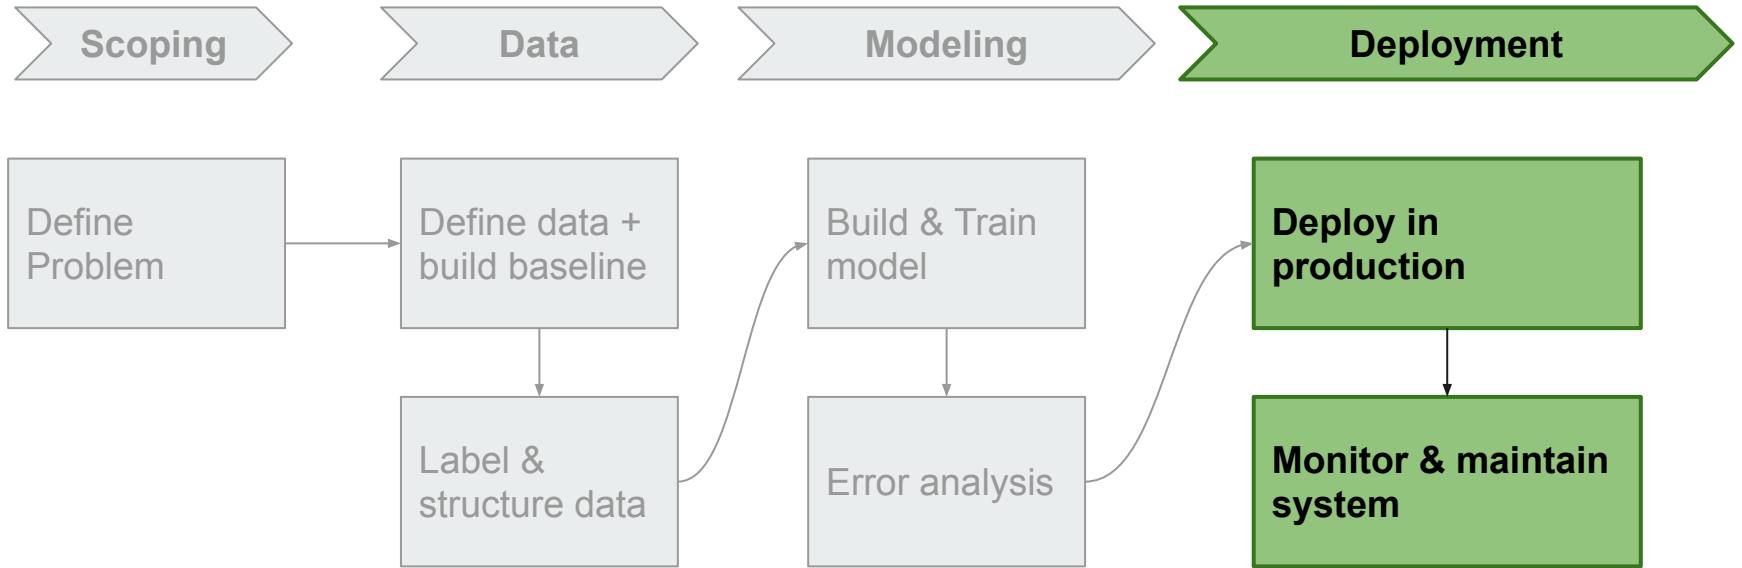 Scoping
Data
Modeling
Deployment
Define
Problem
Define data +
build baseline
Label &
structure data
Build & Train
model
Error analysis
Deploy in
production
Monitor & maintain
system